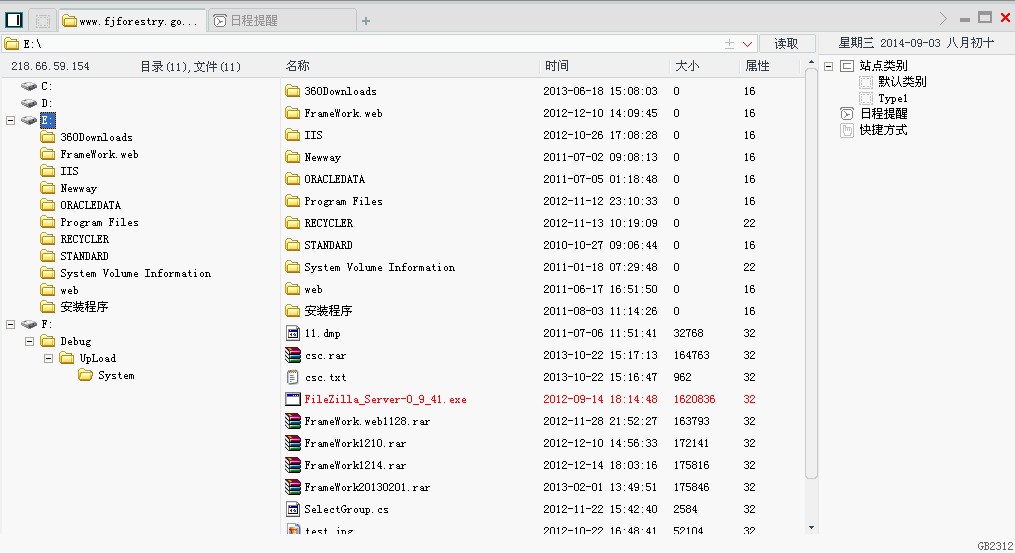 www.fjforestry.go... 日程提醒
E:\ 读取 星期三 2014-09-03 八月初十
218.66.59.154 目录(11),文件(11)
C:
D:
E:
360Downloads
FrameWork.web
IIS
Newway
ORACLEDATA
Program Files
RECYCLER
STANDARD
System Volume Information
web
安装程序
F:
Debug
UpLoad
System
名称 时间 大小 属性
360Downloads 2013-06-18 15:08:03 0 16
FrameWork.web 2012-12-10 14:09:45 0 16
IIS 2012-10-26 17:08:28 0 16
Newway 2011-07-02 09:08:13 0 16
ORACLEDATA 2011-07-05 01:18:48 0 16
Program Files 2012-11-12 23:10:33 0 16
RECYCLER 2012-11-13 10:19:09 0 22
STANDARD 2010-10-27 09:06:44 0 16
System Volume Information 2011-01-18 07:29:48 0 22
web 2011-06-17 16:51:50 0 16
安装程序 2011-08-03 11:14:26 0 16
11.dmp 2011-07-06 11:51:41 32768 32
csc.rar 2013-10-22 15:17:13 164763 32
csc.txt 2013-10-22 15:16:47 962 32
FileZilla_Server-0_9_41.exe 2012-09-14 18:14:48 1620836 32
FrameWork.web1128.rar 2012-11-28 21:52:27 163793 32
FrameWork1210.rar 2012-12-10 14:56:33 172141 32
FrameWork1214.rar 2012-12-14 18:03:16 175816 32
FrameWork20130201.rar 2013-02-01 13:49:51 175846 32
SelectGroup.cs 2012-11-22 15:42:40 2584 32
test.jpg 2012-10-22 16:48:41 52104 32
站点类别
默认类别
Type1
日程提醒
快捷方式
GB2312